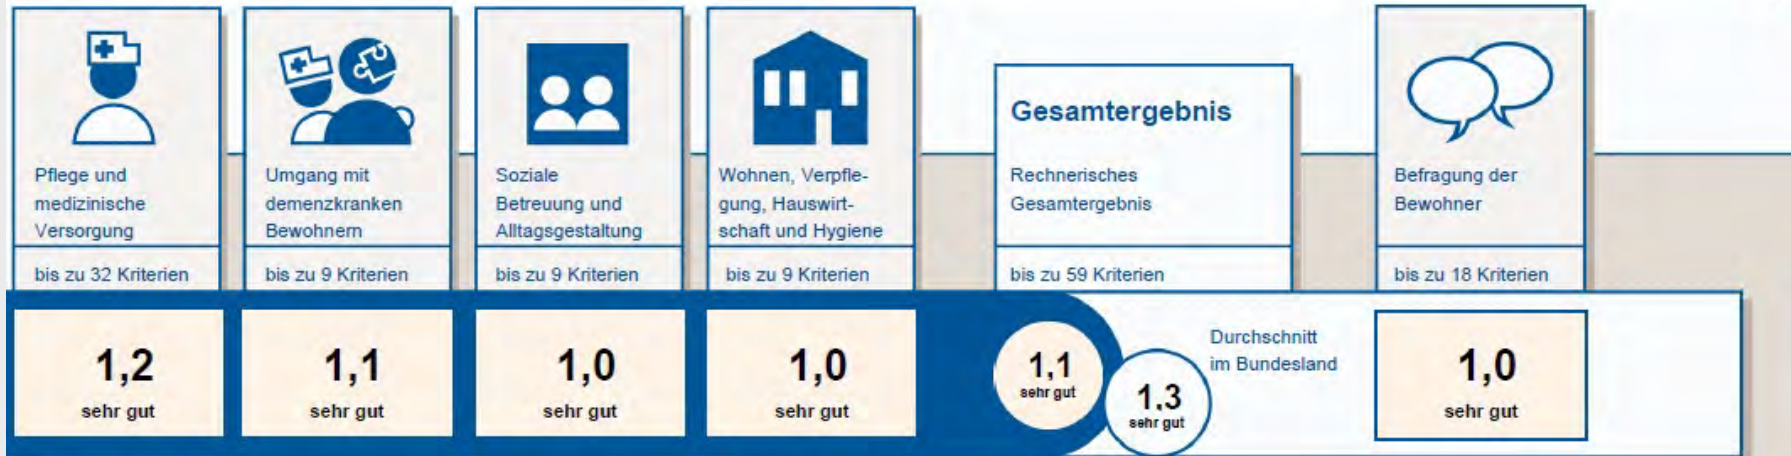 Pflege und
medizinische
Versorgung
bis zu 32 Kriterien
1,2
sehr gut
Umgang mit
demenzkranken
Bewohnern
bis zu 9 Kriterien
1,1
sehr gut
Soziale
Betreuung und
Alltagsgestaltung
bis zu 9 Kriterien
1,0
sehr gut
Wohnen, Verpfle-
gung, Hauswirt-
schaft und Hygiene
bis zu 9 Kriterien
1,0
sehr gut
Gesamtergebnis
Rechnerisches
Gesamtergebnis
bis zu 59 Kriterien
1,1
sehr gut
1,3
sehr gut
Durchschnitt
im Bundesland
Befragung der
Bewohner
bis zu 18 Kriterien
1,0
sehr gut